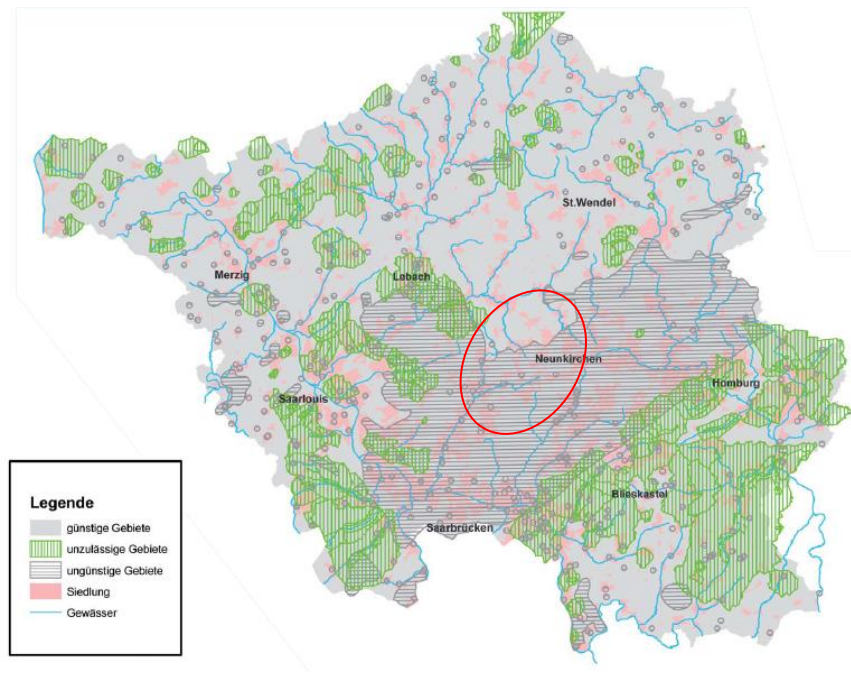 St.Wendel
Merzig
Lebach
Neunkirchen
Homburg
Saarlouis
Blieskastel
Saarbrücken
Legende
günstige Gebiete
unzulässige Gebiete
ungünstige Gebiete
Siedlung
Gewässer